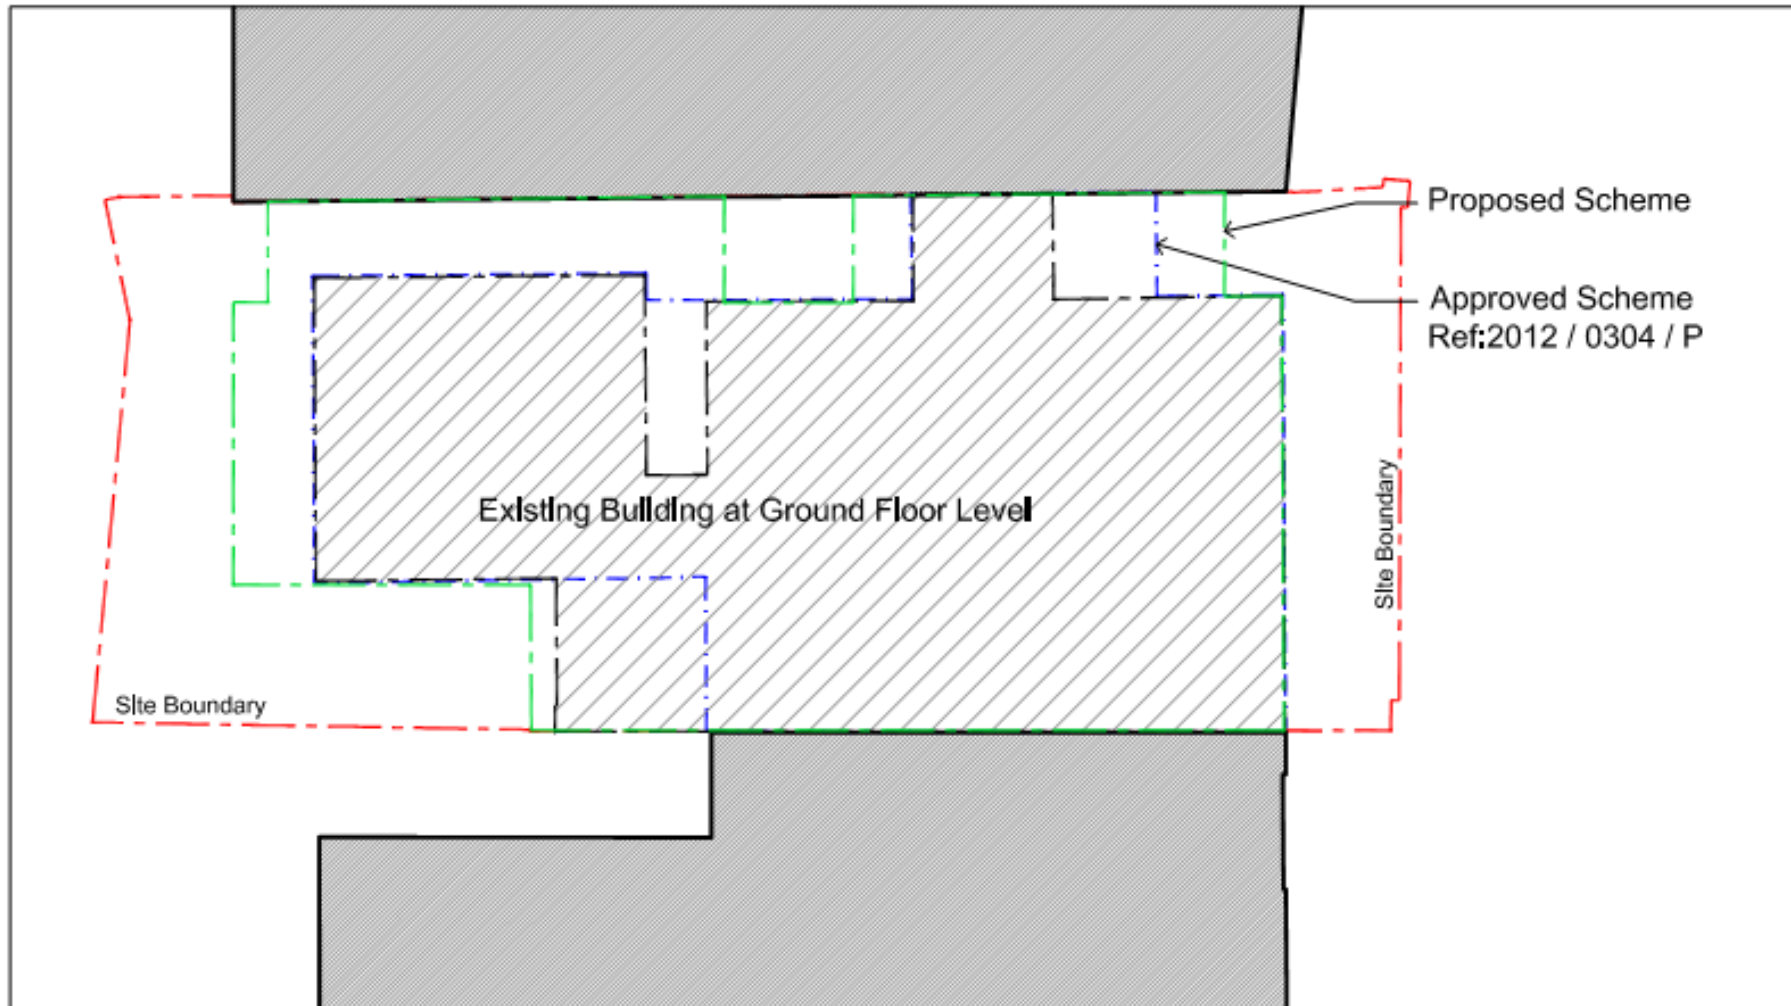 Proposed Scheme
Approved Scheme
Ref:2012 / 0304 / P
Existing Building at Ground Floor Level
Site Boundary
Site Boundary